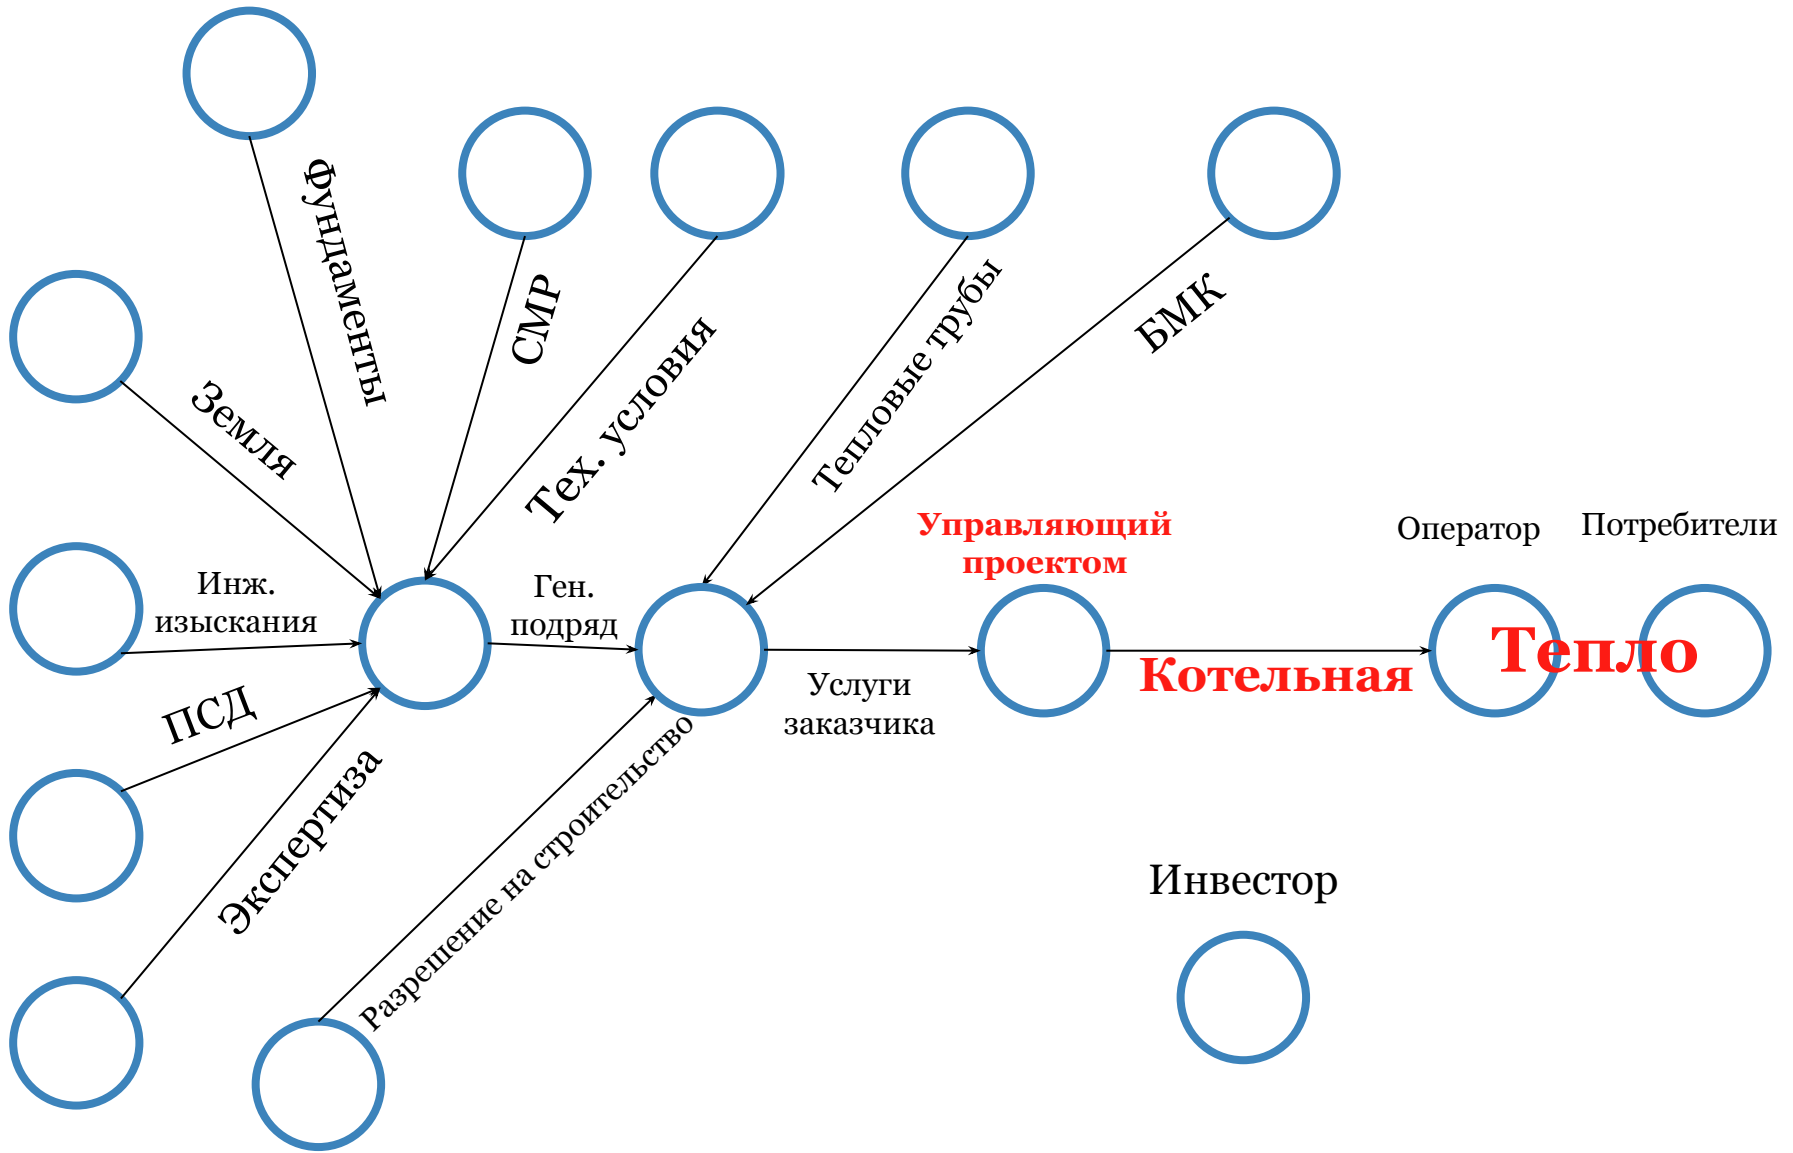 Фундаменты
СМР
Тех. условия
Тепловые трубы
БМК
Земля
Инж.
изыскания
Ген.
подряд
Управляющий
проектом
Оператор
Потребители
ПСД
Услуги
заказчика
Котельная
Тепло
Экспертиза
Разрешение на строительство
Инвестор